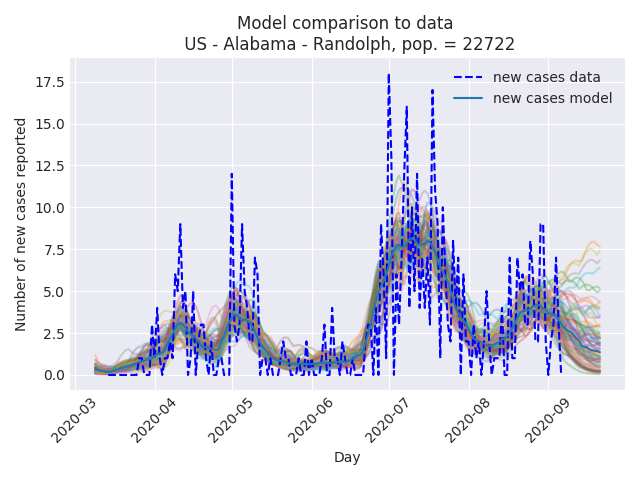 Model comparison to data
US - Alabama - Randolph, pop. = 22722
new cases data
new cases model
Number of new cases reported
17.5
15.0
12.5
10.0
7.5
5.0
2.5
0.0
2020-03
2020-04
2020-05
2020-06
2020-07
2020-08
2020-09
Day